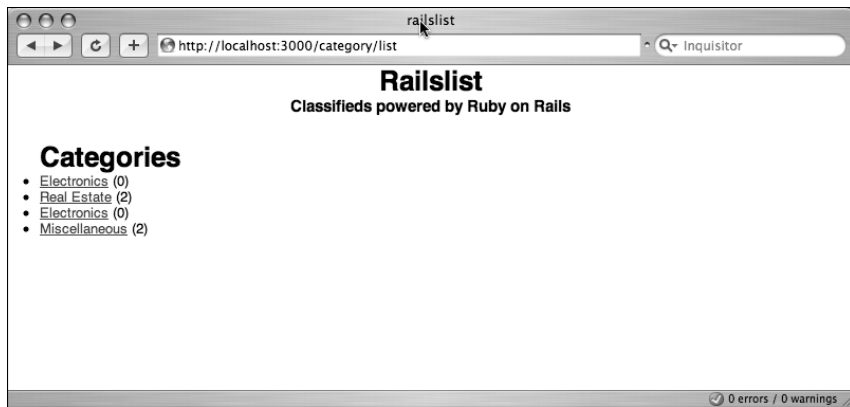 railslist
http://localhost:3000/category/list
Inquisitor
Railslist
Classifieds powered by Ruby on Rails
Categories
Electronics (0)
Real Estate (2)
Electronics (0)
Miscellaneous (2)
0 errors / 0 warnings